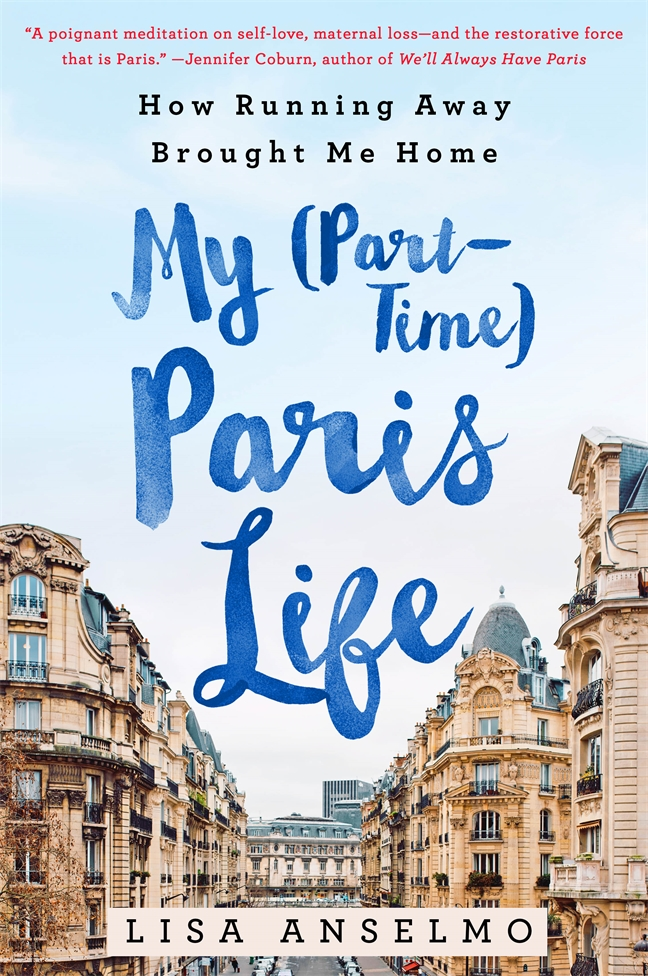 “A poignant meditation on self-love, maternal loss—and the restorative force
that is Paris.” —Jennifer Coburn, author of We’ll Always Have Paris
How Running Away
Brought Me Home
My (Part-
Time)
Paris
Life
LISA ANSELMO